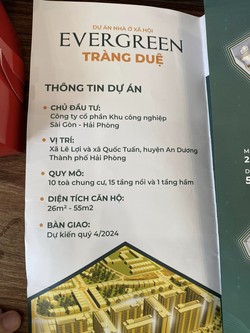 DỰ ÁN NHÀ Ở XÃ HỘI
EVERGREEN
TRÀNG DUỆ
THÔNG TIN DỰ ÁN
• CHỦ ĐẦU TƯ:
Công ty cổ phần Khu công nghiệp
Sài Gòn - Hải Phòng
• VỊ TRÍ:
Xã Lê Lợi và xã Quốc Tuấn, huyện An Dương
Thành phố Hải Phòng
• QUY MÔ:
10 toà chung cư, 15 tầng nổi và 1 tầng hầm
• DIỆN TÍCH CĂN HỘ:
26m² - 55m2
• BÀN GIAO:
Dự kiến quý 4/2024